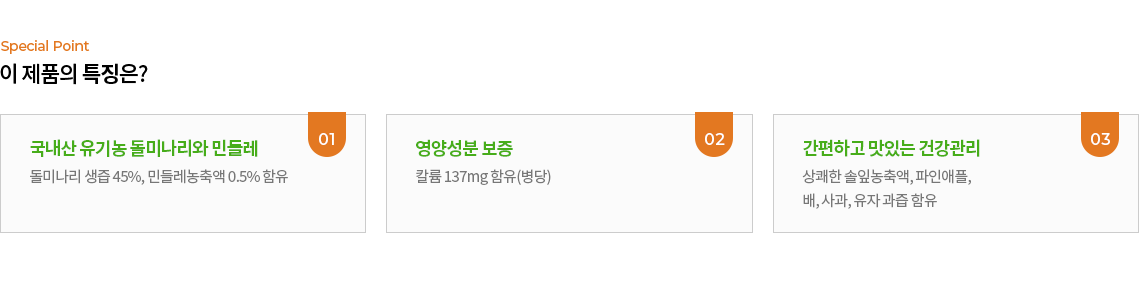 Special Point
이 제품의 특징은?
01
국내산 유기농 돌미나리와 민들레
돌미나리 생즙 45%, 민들레농축액 0.5% 함유
02
영양성분 보증
칼륨 137mg 함유(병당)
03
간편하고 맛있는 건강관리
상쾌한 솔잎농축액, 파인애플,
배, 사과, 유자 과즙 함유